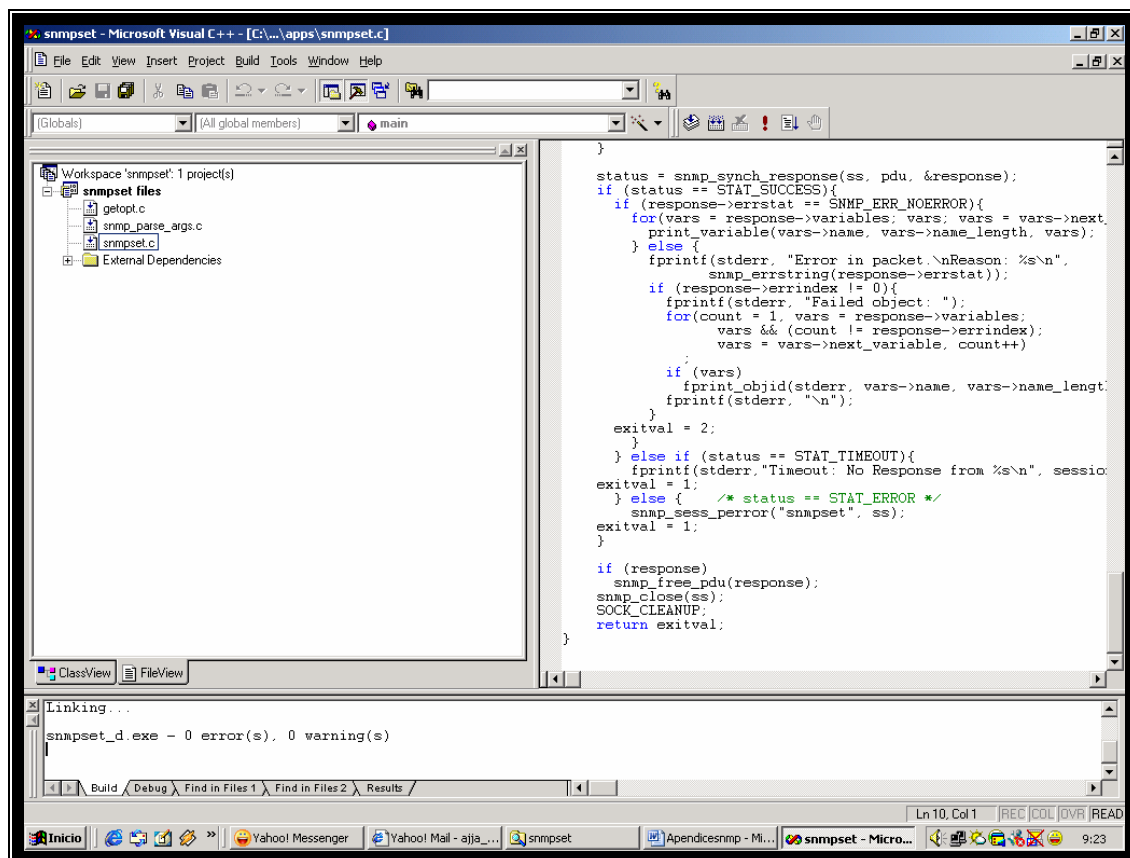 snmpset - Microsoft Visual C++ - [C:\...\apps\snmpset.c]
File Edit View Insert Project Build Tools Window Help
(Globals) (All global members) main
Workspace 'snmpset': 1 project(s)
snmpset files
getopt.c
snmp_parse_args.c
snmpset.c
External Dependencies
ClassView FileView
}
status = snmp_synch_response(ss, pdu, &response);
if (status == STAT_SUCCESS){
if (response->errstat == SNMP_ERR_NOERROR){
for(vars = response->variables; vars; vars = vars->next_
print_variable(vars->name, vars->name_length, vars);
} else {
fprintf(stderr, "Error in packet.\nReason: %s\n",
snmp_errstring(response->errstat));
if (response->errindex != 0){
fprintf(stderr, "Failed object: ");
for(count = 1, vars = response->variables;
vars && (count != response->errindex);
vars = vars->next_variable, count++)
;
if (vars)
fprint_objid(stderr, vars->name, vars->name_lengt
fprintf(stderr, "\n");
}
exitval = 2;
}
} else if (status == STAT_TIMEOUT){
fprintf(stderr,"Timeout: No Response from %s\n", sessio
exitval = 1;
} else { /* status == STAT_ERROR */
snmp_sess_perror("snmpset", ss);
exitval = 1;
}
if (response)
snmp_free_pdu(response);
snmp_close(ss);
SOCK_CLEANUP;
return exitval;
}
Linking...
snmpset_d.exe - 0 error(s), 0 warning(s)
Build Debug Find in Files 1 Find in Files 2 Results
Ln 10, Col 1 REC COL OVR READ
Inicio » Yahoo! Messenger Yahoo! Mail - ajja_... snmpset Apendicesnmp - Mi... snmpset - Micro... 9:23